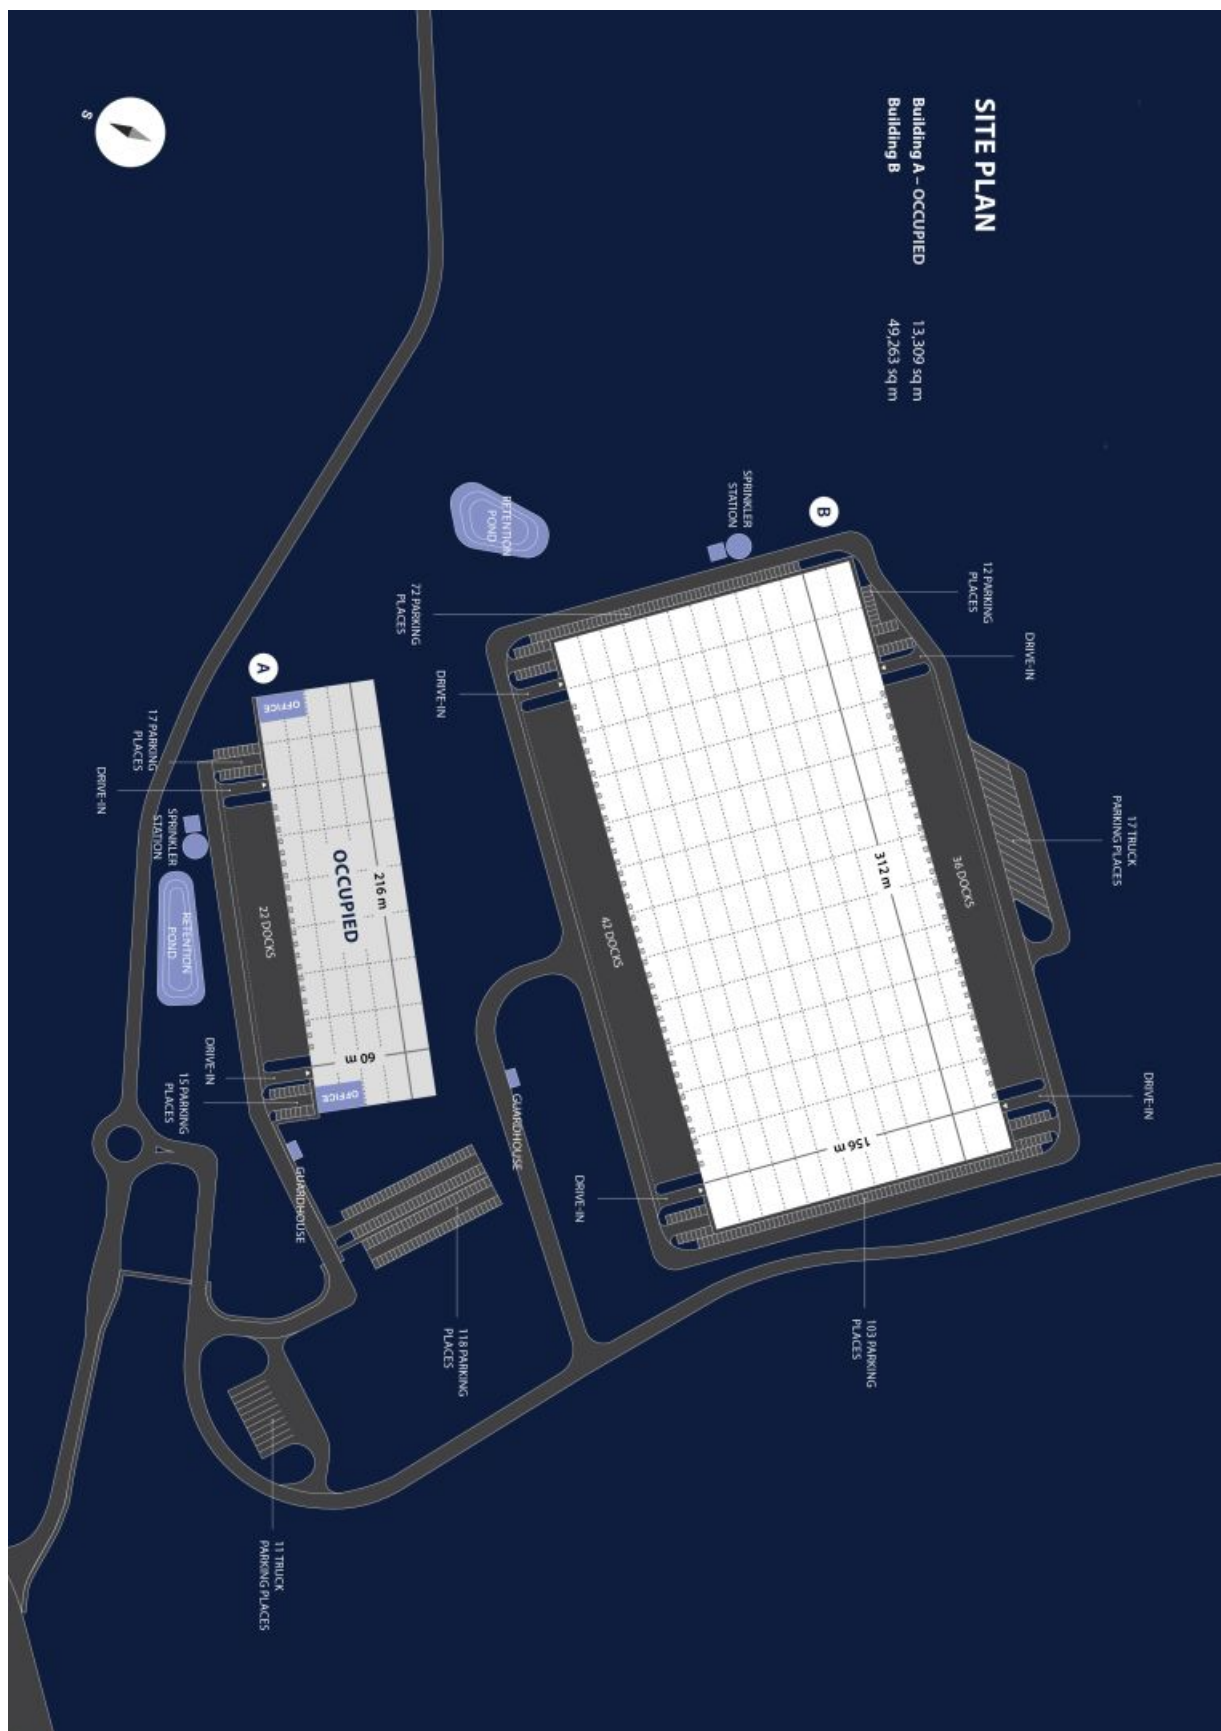 SITE PLAN
Building A – OCCUPIED 13,309 sq m
Building B 49,263 sq m
S
B
12 PARKING
PLACES
DRIVE-IN
17 TRUCK
PARKING PLACES
SPRINKLER
STATION
RETENTION
POND
72 PARKING
PLACES
DRIVE-IN
36 DOCKS
312 m
42 DOCKS
156 m
DRIVE-IN
DRIVE-IN
103 PARKING
PLACES
GUARDHOUSE
A
OFFICE
17 PARKING
PLACES
DRIVE-IN
SPRINKLER
STATION
RETENTION
POND
216 m
OCCUPIED
22 DOCKS
60 m
OFFICE
DRIVE-IN
15 PARKING
PLACES
GUARDHOUSE
118 PARKING
PLACES
11 TRUCK
PARKING PLACES